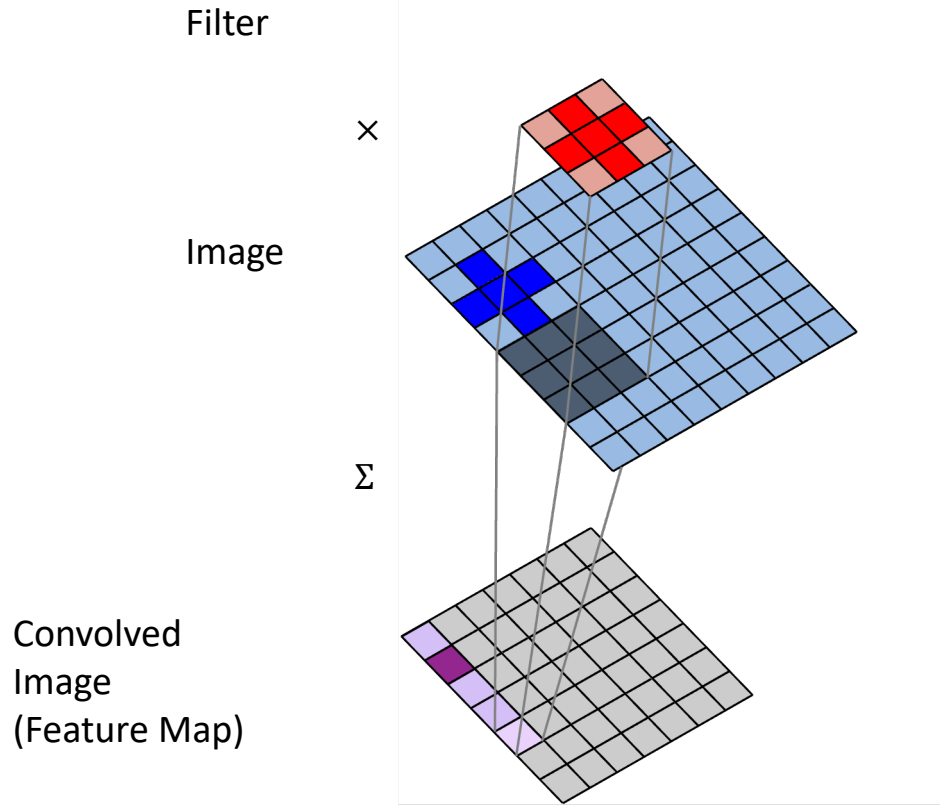 Filter
×
Image
Σ
Convolved
Image
(Feature Map)